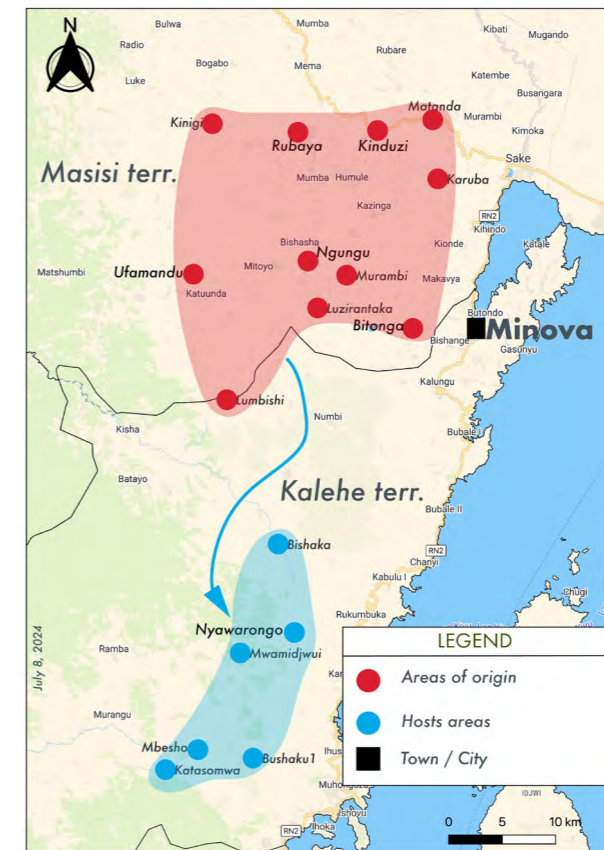 N
Bulwa
Mumba
Kibati
Mugando
Radio
Rubare
Bogabo
Mema
Katembe
Luke
Busangara
Matanda
Murambi
Kinigi
Rubaya
Kinduzi
Kimoka
Sake
Masisi terr.
Mumba
Humule
Karuba
Kazinga
RN2
Kihindo
Bishasha
Ngungu
Kionde
Katale
Matshumbi
Ufamandu
Mitoyo
Murambi
Makavya
Katuunda
Luzirantaka
Butondo
Bitonga
Minova
Bishange
Gasunyu
Kalungu
Lumbishi
Numbi
Kisha
Bubale I
Batayo
Kalehe terr.
Bubale II
Bishaka
RN2
Chanyi
Kabulu I
Chugi
Rukumbuka
Nyawarongo
LEGEND
Ramba
Mwamidjwui
July 8, 2024
Areas of origin
Murangu
Hosts areas
Mbesho
Bushaku1
Town / City
Katasomwa
IDJWI
Ishovu
0 5 10 km
RN2
Ihoka